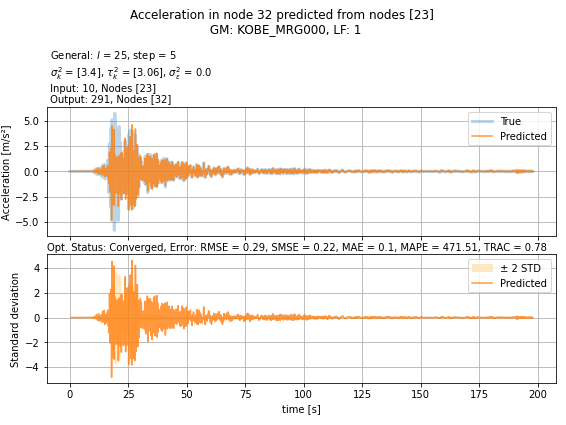 Acceleration in node 32 predicted from nodes [23]
GM: KOBE_MRG000, LF: 1
General: l = 25, step = 5
σ²ₖ = [3.4], τ²ₖ = [3.06], σ²ε = 0.0
Input: 10, Nodes [23]
Output: 291, Nodes [32]
Acceleration [m/s²]
5.0
2.5
0.0
−2.5
−5.0
True
Predicted
Opt. Status: Converged, Error: RMSE = 0.29, SMSE = 0.22, MAE = 0.1, MAPE = 471.51, TRAC = 0.78
Standard deviation
4
2
0
−2
−4
± 2 STD
Predicted
0 25 50 75 100 125 150 175 200
time [s]